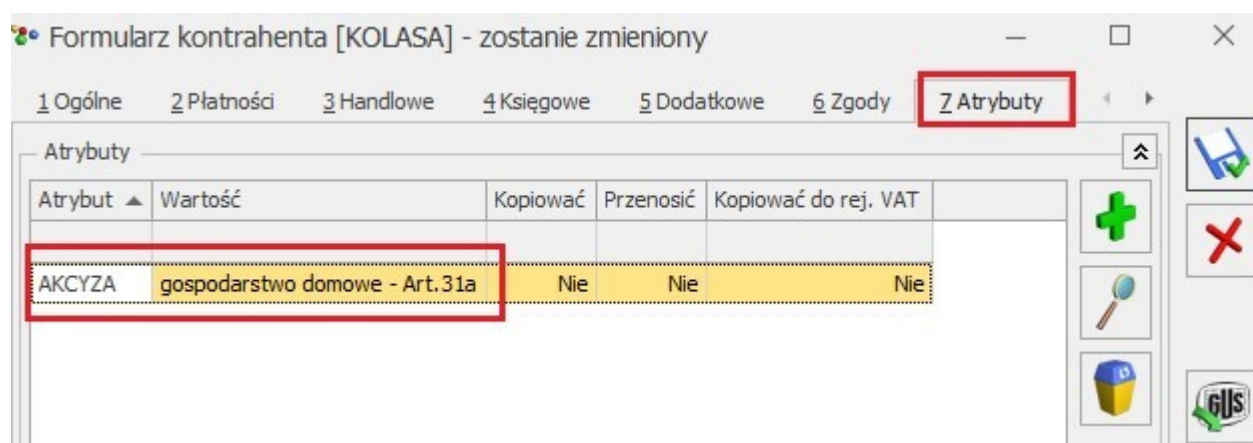 Formularz kontrahenta [KOLASA] - zostanie zmieniony
1 Ogólne 2 Płatności 3 Handlowe 4 Księgowe 5 Dodatkowe 6 Zgody 7 Atrybuty
Atrybuty
Atrybut Wartość Kopiować Przenosić Kopiować do rej. VAT
AKCYZA gospodarstwo domowe - Art.31a Nie Nie Nie
GUS